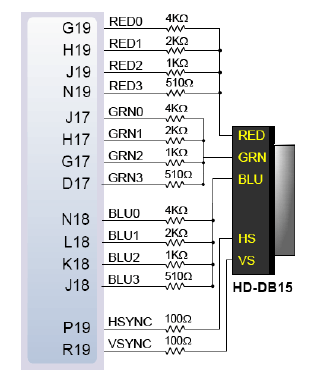 G19 RED0 4KΩ
H19 RED1 2KΩ
J19 RED2 1KΩ
N19 RED3 510Ω
J17 GRN0 4KΩ
H17 GRN1 2KΩ
G17 GRN2 1KΩ
D17 GRN3 510Ω
N18 BLU0 4KΩ
L18 BLU1 2KΩ
K18 BLU2 1KΩ
J18 BLU3 510Ω
P19 HSYNC 100Ω
R19 VSYNC 100Ω
RED
GRN
BLU
HS
VS
HD-DB15